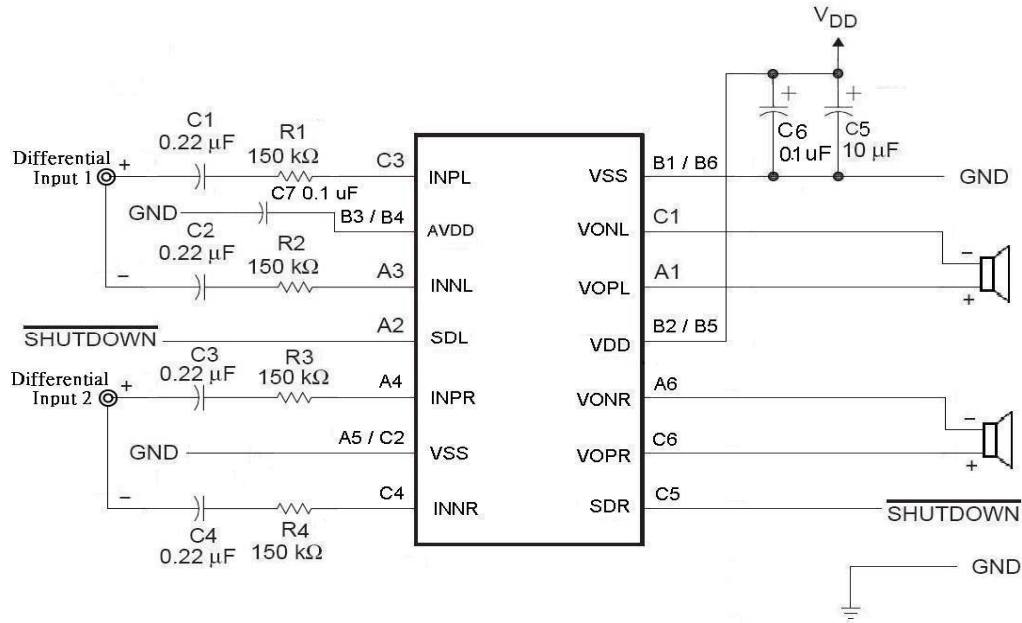 VDD
+
+
C6
0.1 uF
C5
10 µF
C1
0.22 µF
R1
150 kΩ
Differential
Input 1
+
C3
INPL
VSS
B1 / B6
GND
C7 0.1 uF
GND
B3 / B4
AVDD
VONL
C1
C2
0.22 µF
R2
150 kΩ
−
A3
INNL
VOPL
A1
−
+
SHUTDOWN
A2
SDL
VDD
B2 / B5
C3
0.22 µF
R3
150 kΩ
Differential
Input 2
+
A4
INPR
VONR
A6
GND
A5 / C2
VSS
VOPR
C6
−
+
−
C4
INNR
SDR
C5
SHUTDOWN
C4
0.22 µF
R4
150 kΩ
GND